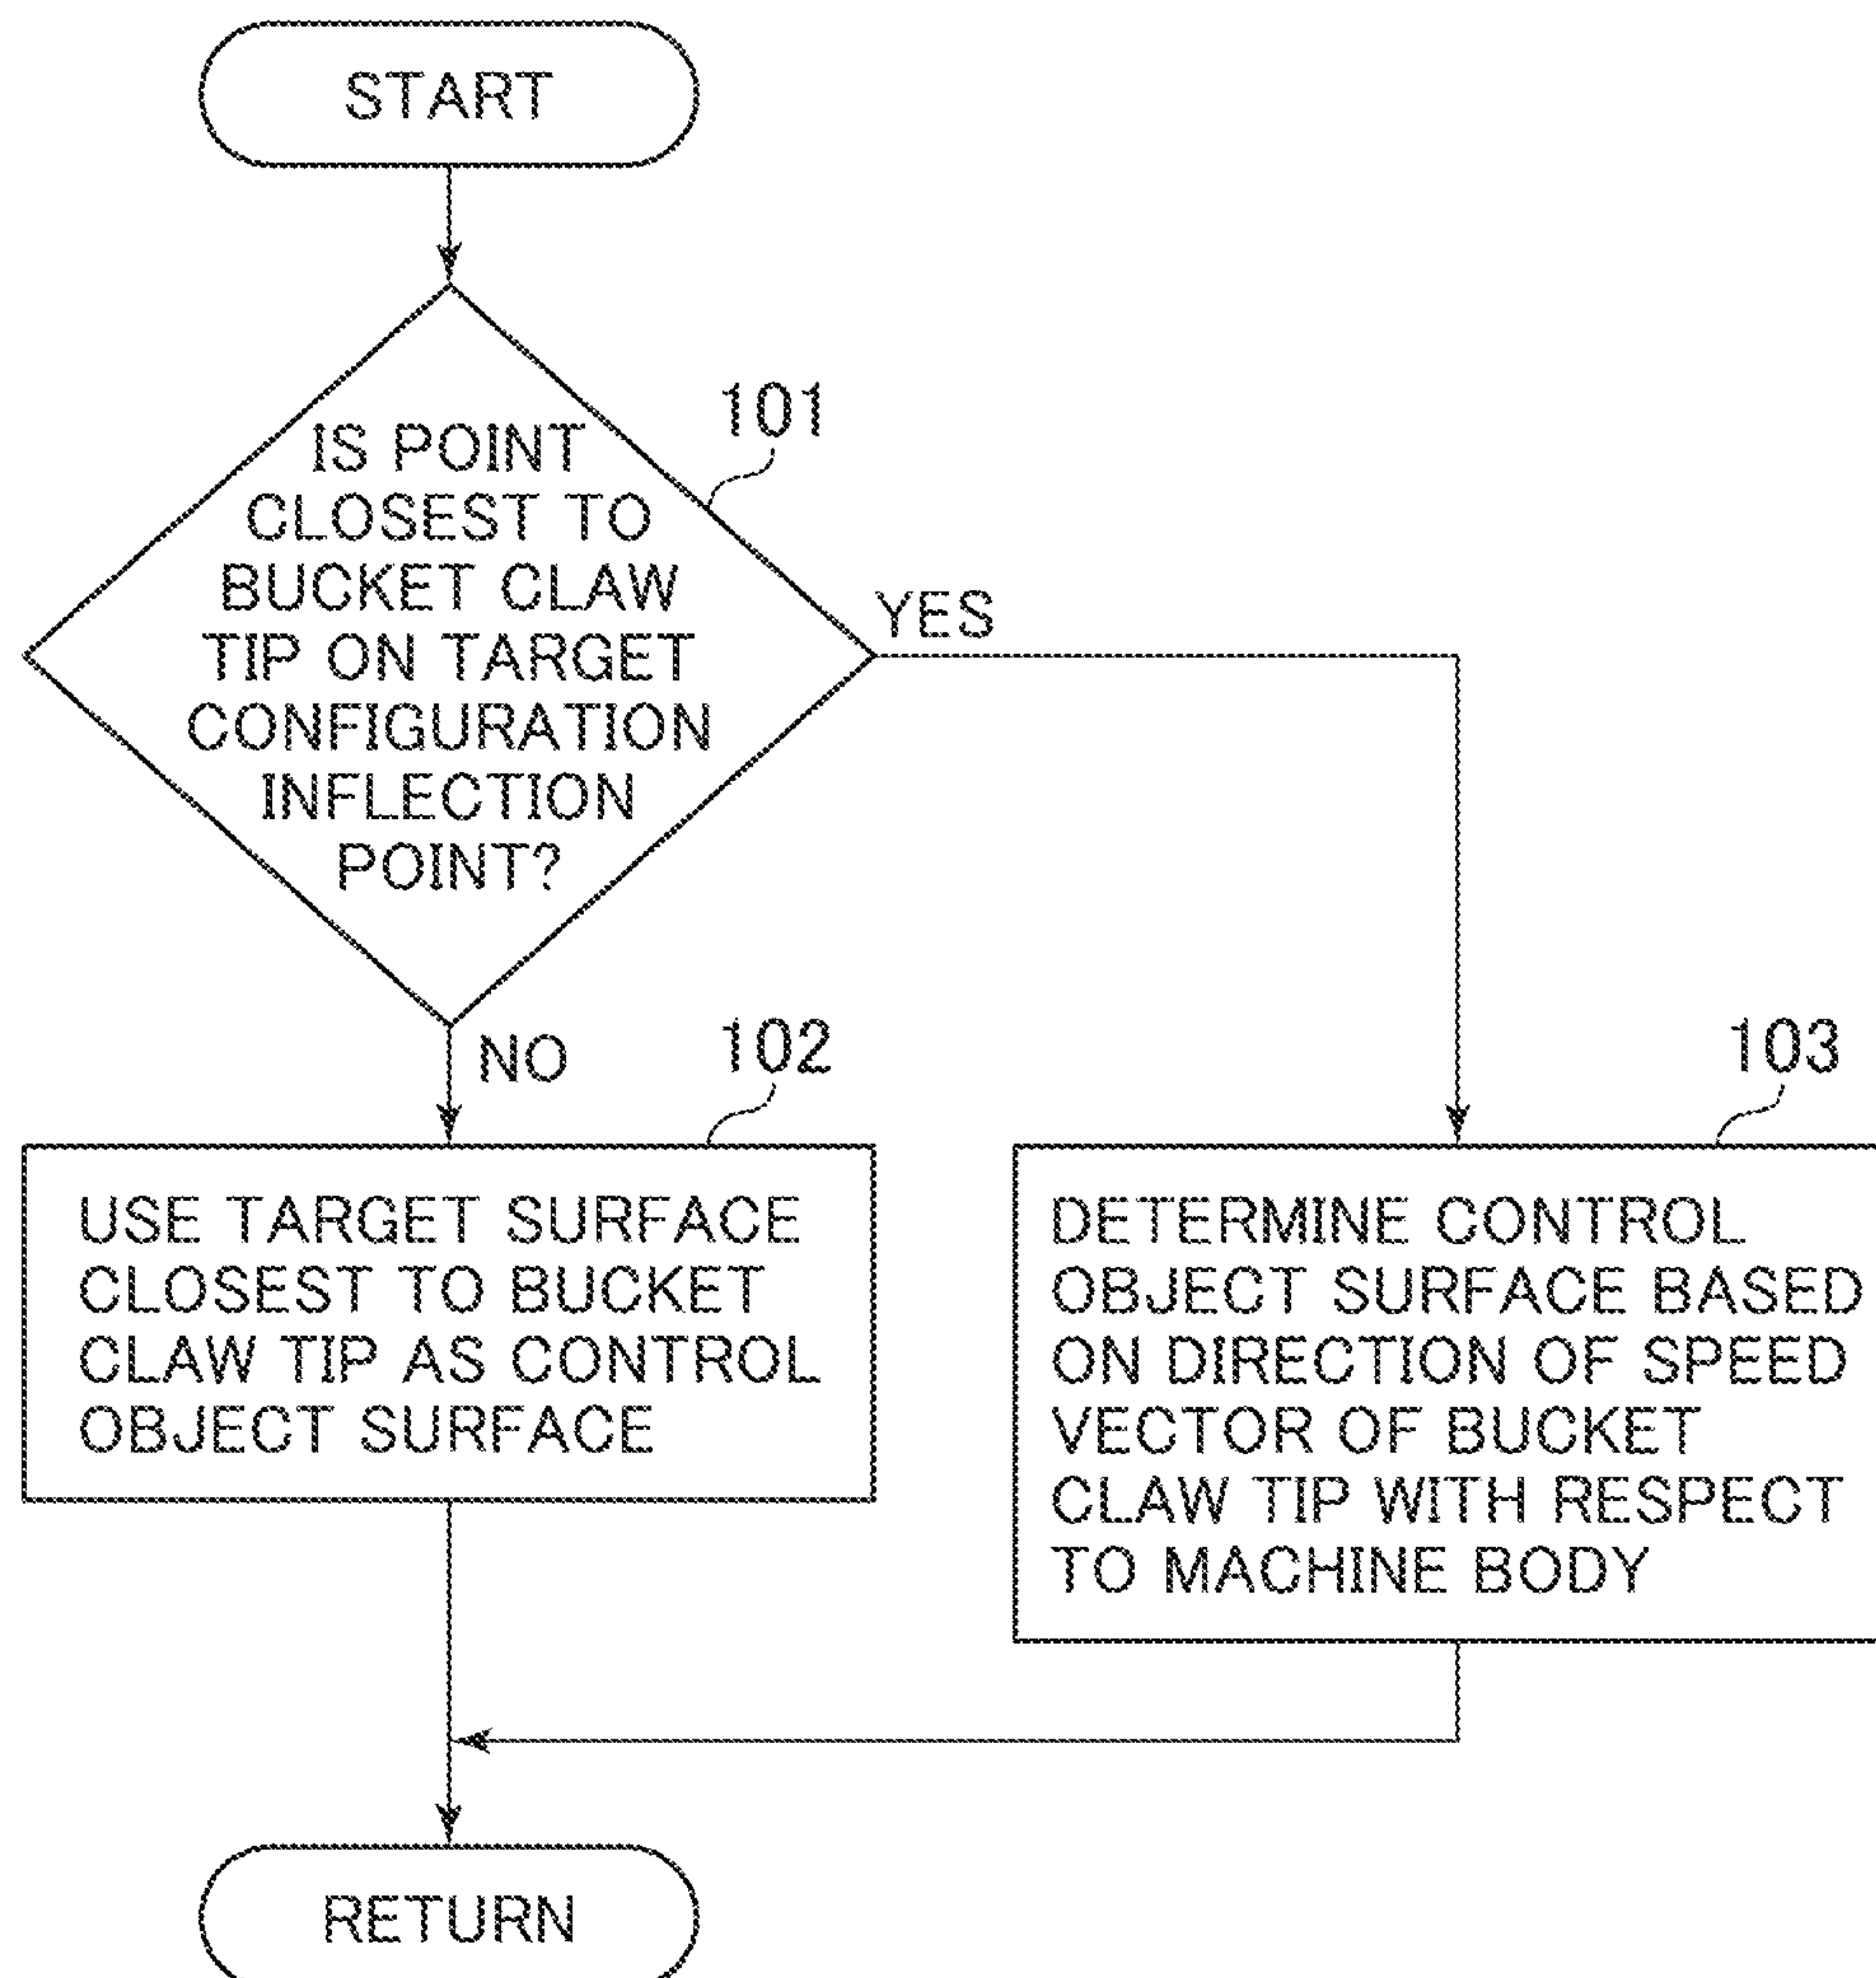 START
101
IS POINT
CLOSEST TO
BUCKET CLAW
TIP ON TARGET
CONFIGURATION
INFLECTION
POINT?
YES
NO
102
USE TARGET SURFACE
CLOSEST TO BUCKET
CLAW TIP AS CONTROL
OBJECT SURFACE
103
DETERMINE CONTROL
OBJECT SURFACE BASED
ON DIRECTION OF SPEED
VECTOR OF BUCKET
CLAW TIP WITH RESPECT
TO MACHINE BODY
RETURN